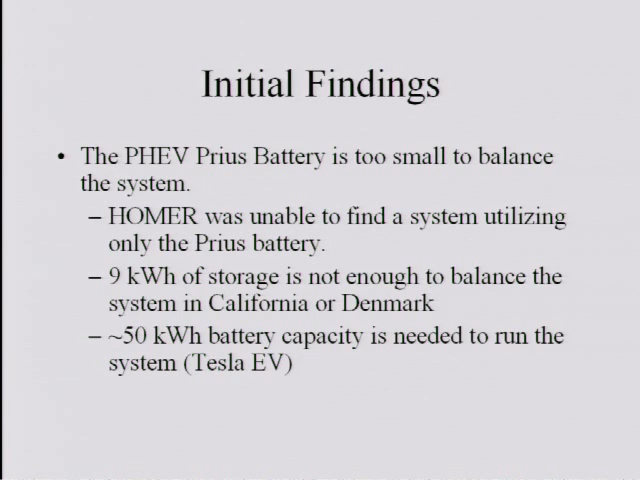 Initial Findings
• The PHEV Prius Battery is too small to balance
the system.
– HOMER was unable to find a system utilizing
only the Prius battery.
– 9 kWh of storage is not enough to balance the
system in California or Denmark
– ~50 kWh battery capacity is needed to run the
system (Tesla EV)